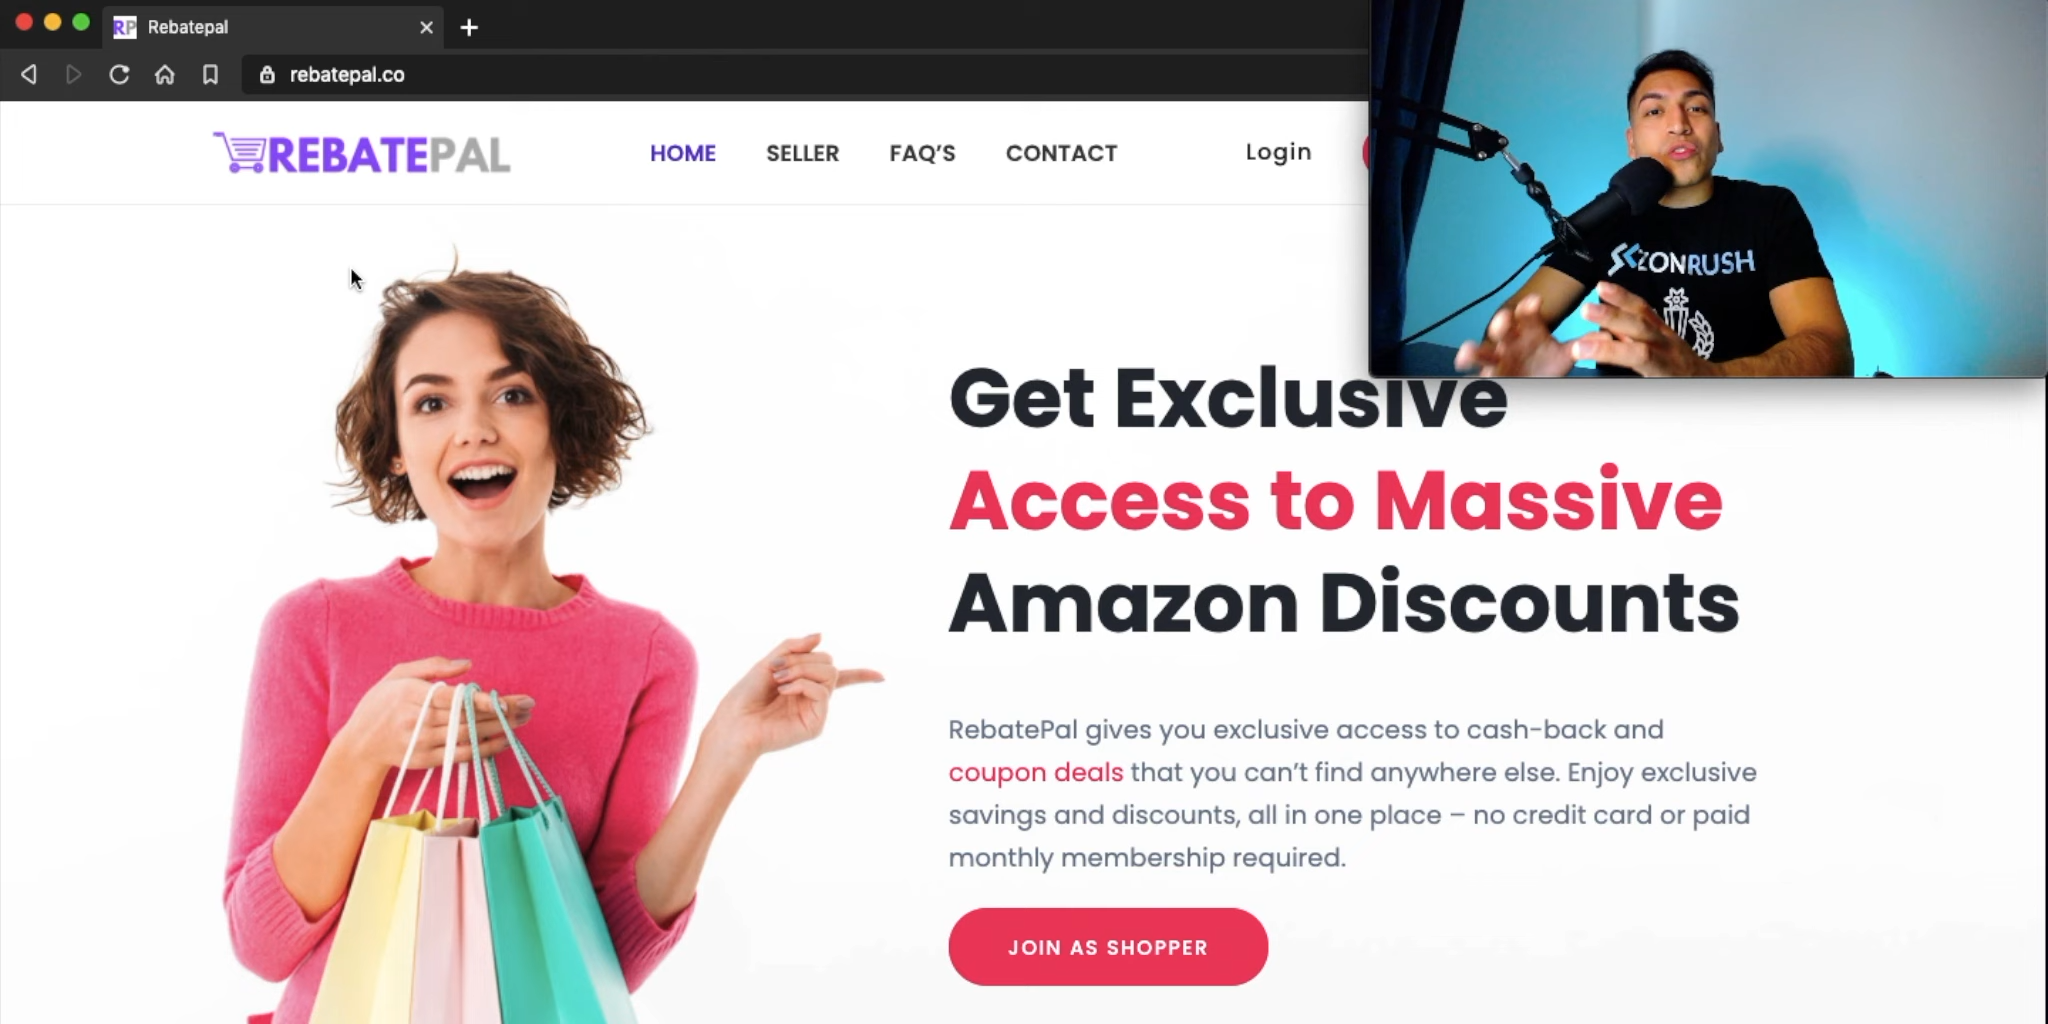 RP Rebatepal
rebatepal.co
REBATEPAL
HOME
SELLER
FAQ’S
CONTACT
Login
ZONRUSH
Get Exclusive
Access to Massive
Amazon Discounts
RebatePal gives you exclusive access to cash-back and
coupon deals that you can’t find anywhere else. Enjoy exclusive
savings and discounts, all in one place – no credit card or paid
monthly membership required.
JOIN AS SHOPPER